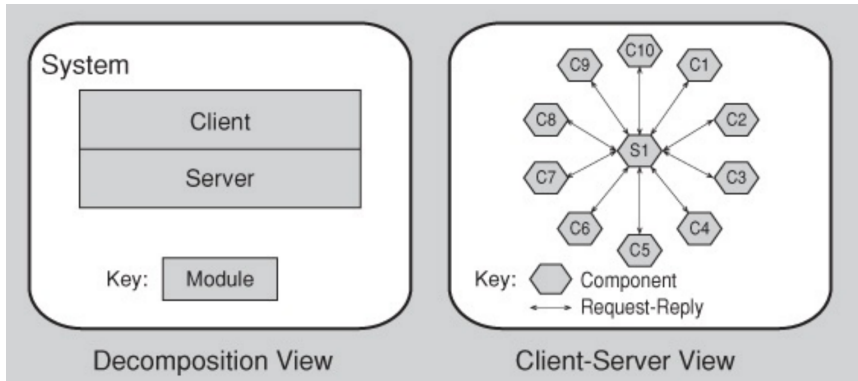 System
Client
Server
Key: Module
Decomposition View
C10
C9
C1
C8
C2
S1
C7
C3
C6
C4
C5
Key: Component
Request-Reply
Client-Server View